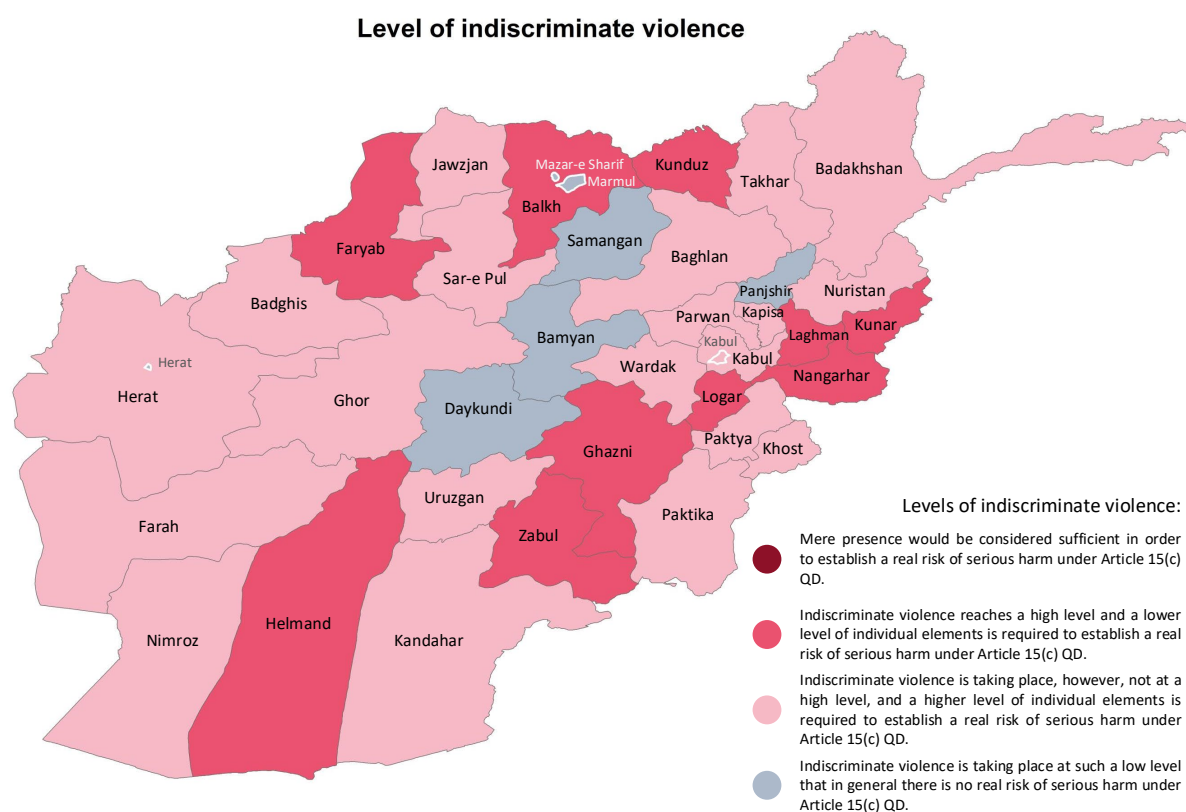 Level of indiscriminate violence
Jawzjan
Mazar-e Sharif
Marmul
Kunduz
Takhar
Badakhshan
Balkh
Faryab
Samangan
Baghlan
Sar-e Pul
Badghis
Panjshir
Nuristan
Parwan
Kapisa
Kunar
Laghman
Bamyan
Kabul
Kabul
Herat
Wardak
Nangarhar
Herat
Ghor
Daykundi
Logar
Ghazni
Paktya
Khost
Uruzgan
Paktika
Farah
Zabul
Helmand
Nimroz
Kandahar
Levels of indiscriminate violence:
Mere presence would be considered sufficient in order
to establish a real risk of serious harm under Article 15(c)
QD.
Indiscriminate violence reaches a high level and a lower
level of individual elements is required to establish a real
risk of serious harm under Article 15(c) QD.
Indiscriminate violence is taking place, however, not at a
high level, and a higher level of individual elements is
required to establish a real risk of serious harm under
Article 15(c) QD.
Indiscriminate violence is taking place at such a low level
that in general there is no real risk of serious harm under
Article 15(c) QD.